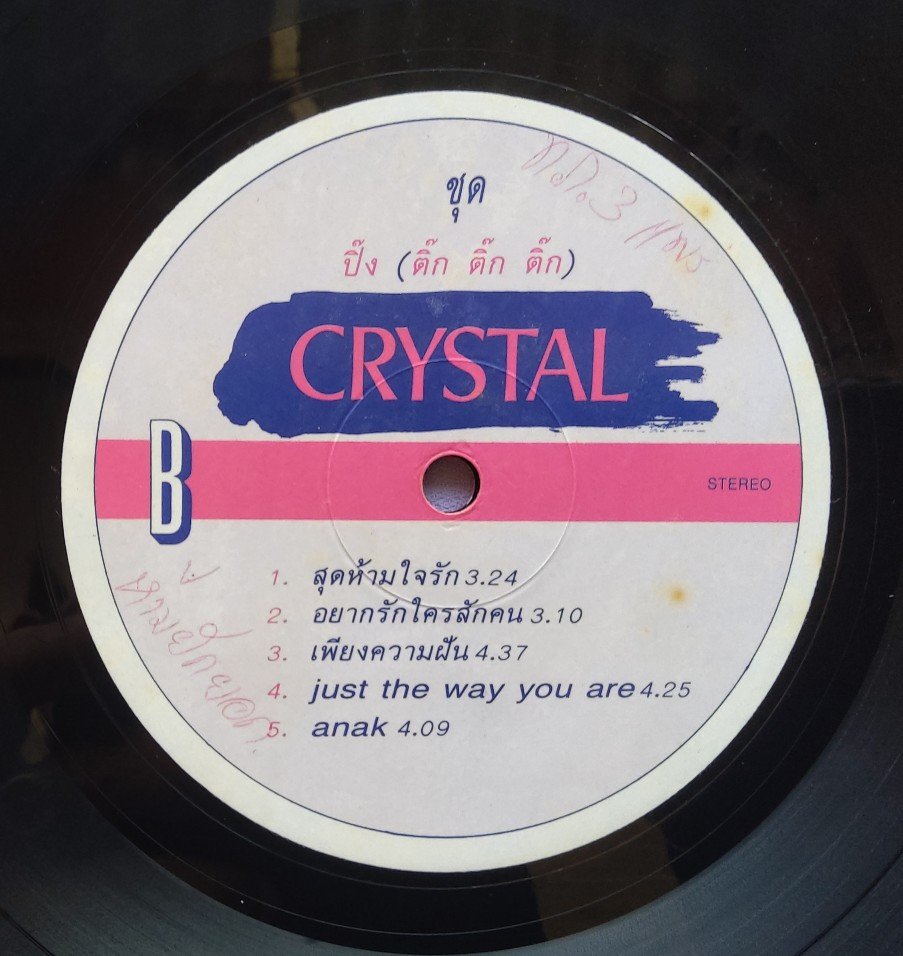 ชุด
ปิ๊ง (ติ๊ก ติ๊ก ติ๊ก)
CRYSTAL
B
STEREO
1. สุดห้ามใจรัก 3.24
2. อยากรักใครสักคน 3.10
3. เพียงความฝัน 4.37
4. just the way you are 4.25
5. anak 4.09